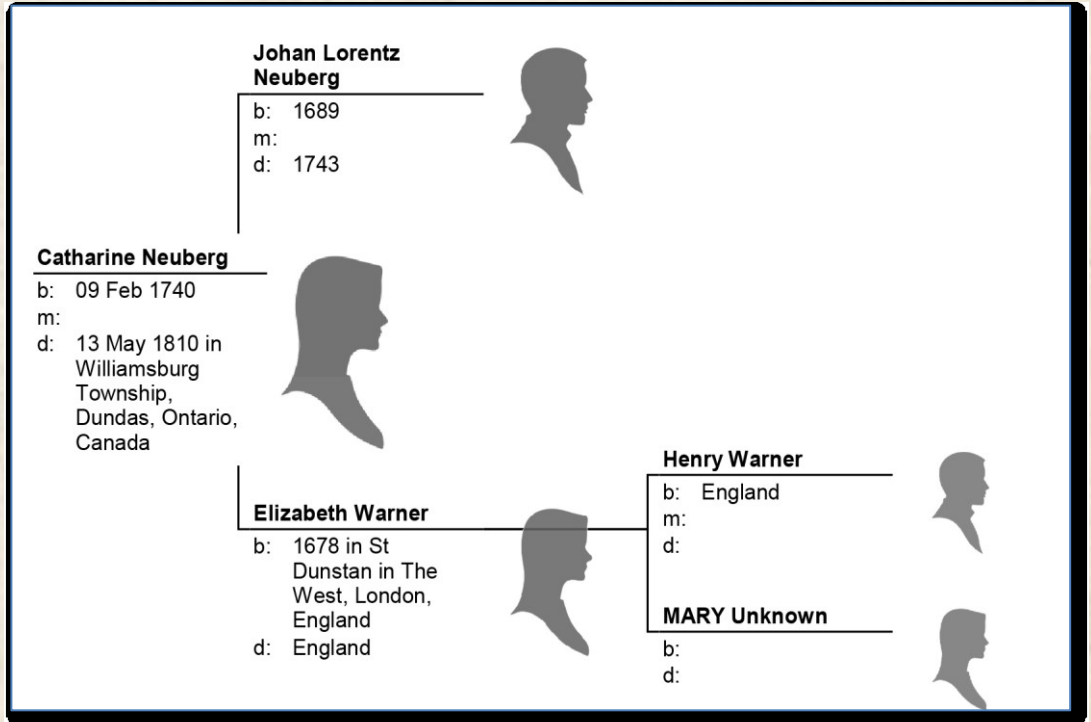 Johan Lorentz
Neuberg
b: 1689
m:
d: 1743
Catharine Neuberg
b: 09 Feb 1740
m:
d: 13 May 1810 in
Williamsburg
Township,
Dundas, Ontario,
Canada
Elizabeth Warner
b: 1678 in St
Dunstan in The
West, London,
England
d: England
Henry Warner
b: England
m:
d:
MARY Unknown
b:
d: